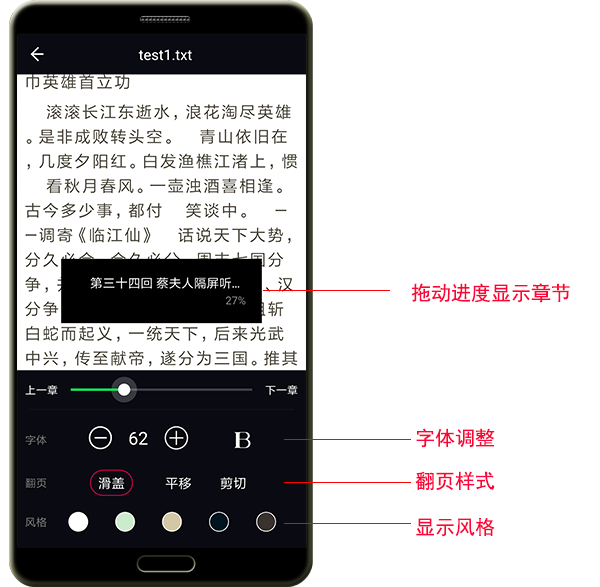 test1.txt
巾英雄首立功
滚滚长江东逝水，浪花淘尽英雄
。是非成败转头空。 青山依旧在
，几度夕阳红。白发渔樵江渚上，惯
看秋月春风。一壶浊酒喜相逢。
古今多少事，都付 笑谈中。 —
—调寄《临江仙》 话说天下大势，
分久必合，合久必分。周末七国分
争，
第三十四回 蔡夫人隔屏听…
27%
、汉
分争
斩
白蛇而起义，一统天下，后来光武
中兴，传至献帝，遂分为三国。推其
拖动进度显示章节
上一章
下一章
字体 62 B
字体调整
翻页 滑盖 平移 剪切
翻页样式
风格
显示风格